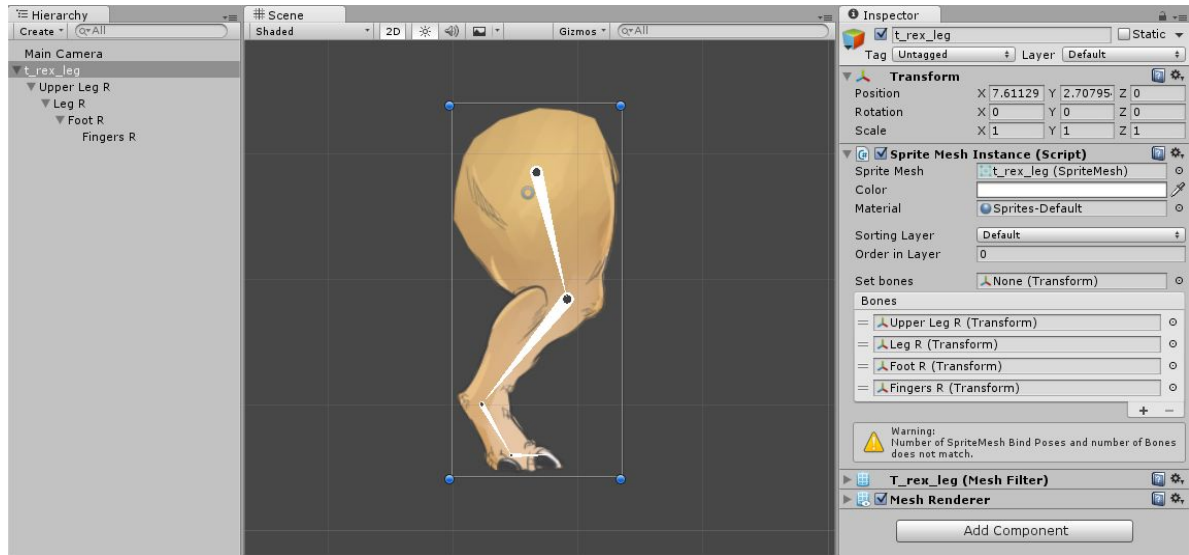 Hierarchy
Create
All
Main Camera
t_rex_leg
Upper Leg R
Leg R
Foot R
Fingers R
Scene
Shaded
2D
Gizmos
All
Inspector
t_rex_leg
Static
Tag Untagged Layer Default
Transform
Position X 7.61129 Y 2.70795 Z 0
Rotation X 0 Y 0 Z 0
Scale X 1 Y 1 Z 1
Sprite Mesh Instance (Script)
Sprite Mesh t_rex_leg (SpriteMesh)
Color
Material Sprites-Default
Sorting Layer Default
Order in Layer 0
Set bones None (Transform)
Bones
Upper Leg R (Transform)
Leg R (Transform)
Foot R (Transform)
Fingers R (Transform)
+ −
Warning:
Number of SpriteMesh Bind Poses and number of Bones
does not match.
T_rex_leg (Mesh Filter)
Mesh Renderer
Add Component